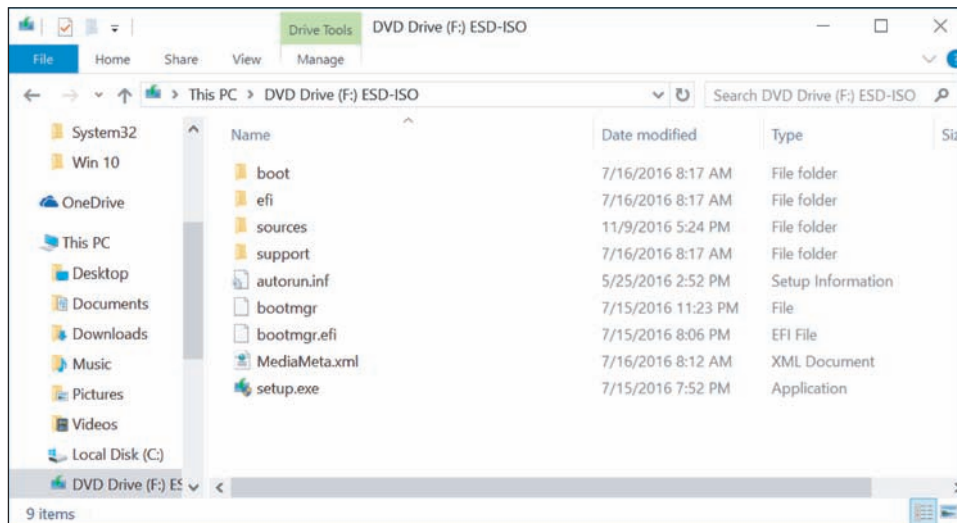 Drive Tools DVD Drive (F:) ESD-ISO
File Home Share View Manage
This PC > DVD Drive (F:) ESD-ISO Search DVD Drive (F:) ESD-ISO
System32
Win 10
OneDrive
This PC
Desktop
Documents
Downloads
Music
Pictures
Videos
Local Disk (C:)
DVD Drive (F:) ES
Name Date modified Type Siz
boot 7/16/2016 8:17 AM File folder
efi 7/16/2016 8:17 AM File folder
sources 11/9/2016 5:24 PM File folder
support 7/16/2016 8:17 AM File folder
autorun.inf 5/25/2016 2:52 PM Setup Information
bootmgr 7/15/2016 11:23 PM File
bootmgr.efi 7/15/2016 8:06 PM EFI File
MediaMeta.xml 7/16/2016 8:12 AM XML Document
setup.exe 7/15/2016 7:52 PM Application
9 items